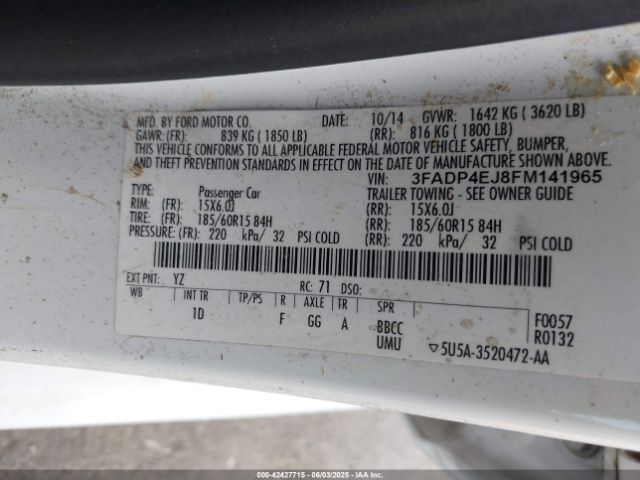 MFD. BY FORD MOTOR CO. DATE: 10/14 GVWR: 1642 KG ( 3620 LB)
GAWR: (FR): 839 KG ( 1850 LB) (RR): 816 KG ( 1800 LB)
THIS VEHICLE CONFORMS TO ALL APPLICABLE FEDERAL MOTOR VEHICLE SAFETY, BUMPER,
AND THEFT PREVENTION STANDARDS IN EFFECT ON THE DATE OF MANUFACTURE SHOWN ABOVE.
VIN: 3FADP4EJ8FM141965
TYPE: Passenger Car TRAILER TOWING - SEE OWNER GUIDE
RIM: (FR): 15X6.0J (RR): 15X6.0J
TIRE: (FR): 185/60R15 84H (RR): 185/60R15 84H
PRESSURE: (FR): 220 kPa/ 32 PSI COLD (RR): 220 kPa/ 32 PSI COLD
EXT PNT: YZ RC: 71 DSO:
WB INT TR TP/PS R AXLE TR SPR
1D F GG A BBCC
UMU
F0057
R0132
▽5U5A-3520472-AA
000-42427715 - 06/03/2025 - IAAI.com